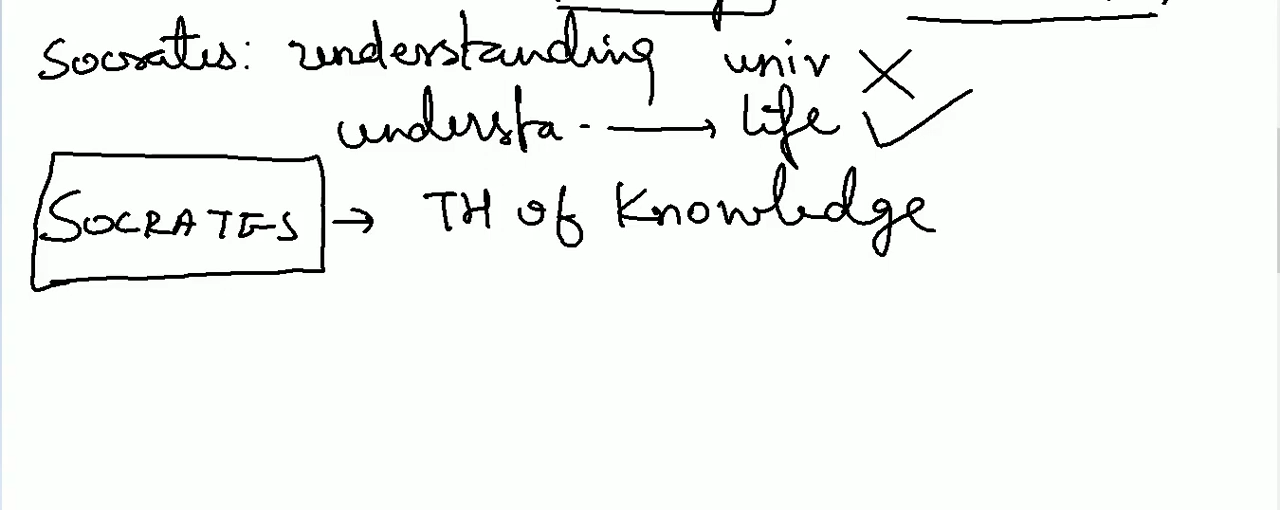 Socrates: understanding univ ✗
understa - → life ✓
SOCRATES → TH of Knowledge